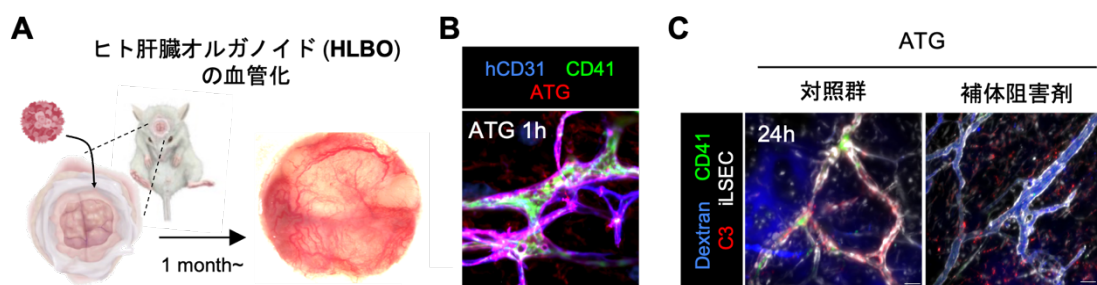 A
ヒト肝臓オルガノイド (HLBO)
の血管化
1 month~
B
hCD31 CD41
ATG
ATG 1h
C
ATG
対照群 補体阻害剤
Dextran CD41
C3 iLSEC
24h